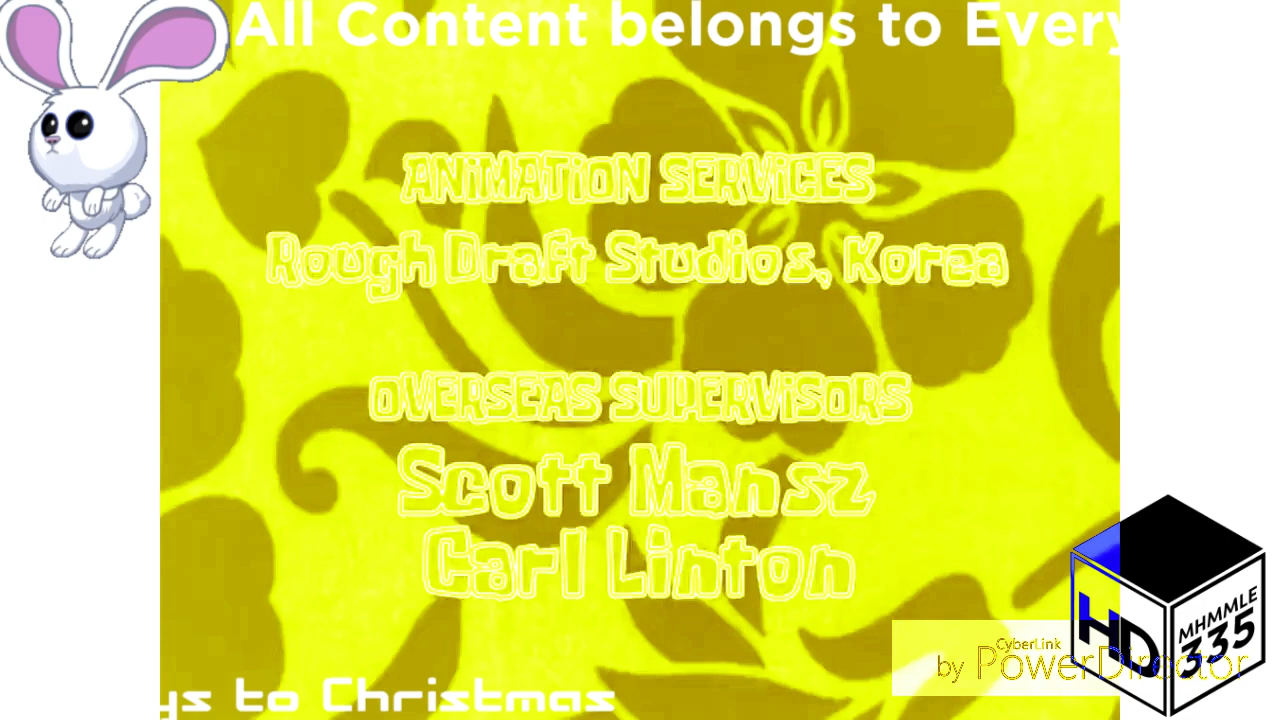 All Content belongs to Every
ANiMATiON SERViCES
Rough Draft Studios, Korea
OVERSEAS SUPERViSORS
Scott Mansz
Carl Linton
HD
MHMMLE
335
CyberLink
by PowerDirector
ys to Christmas